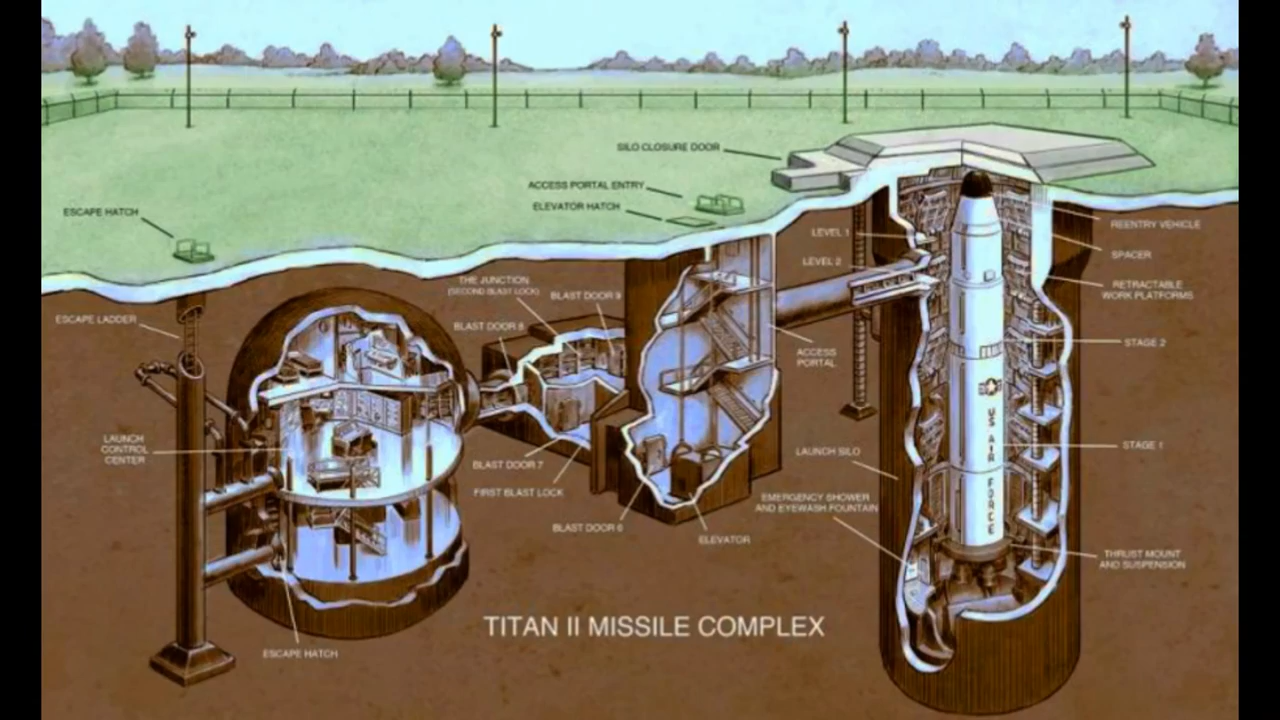 SILO CLOSURE DOOR
ACCESS PORTAL ENTRY
ELEVATOR HATCH
ESCAPE HATCH
LEVEL 1
REENTRY VEHICLE
SPACER
LEVEL 2
THE JUNCTION
(SECOND BLAST LOCK)
BLAST DOOR 9
RETRACTABLE
WORK PLATFORMS
ESCAPE LADDER
BLAST DOOR 8
STAGE 2
ACCESS
PORTAL
LAUNCH
CONTROL
CENTER
US AIR FORCE
STAGE 1
LAUNCH SILO
BLAST DOOR 7
FIRST BLAST LOCK
EMERGENCY SHOWER
AND EYEWASH FOUNTAIN
BLAST DOOR 6
ELEVATOR
THRUST MOUNT
AND SUSPENSION
TITAN II MISSILE COMPLEX
ESCAPE HATCH